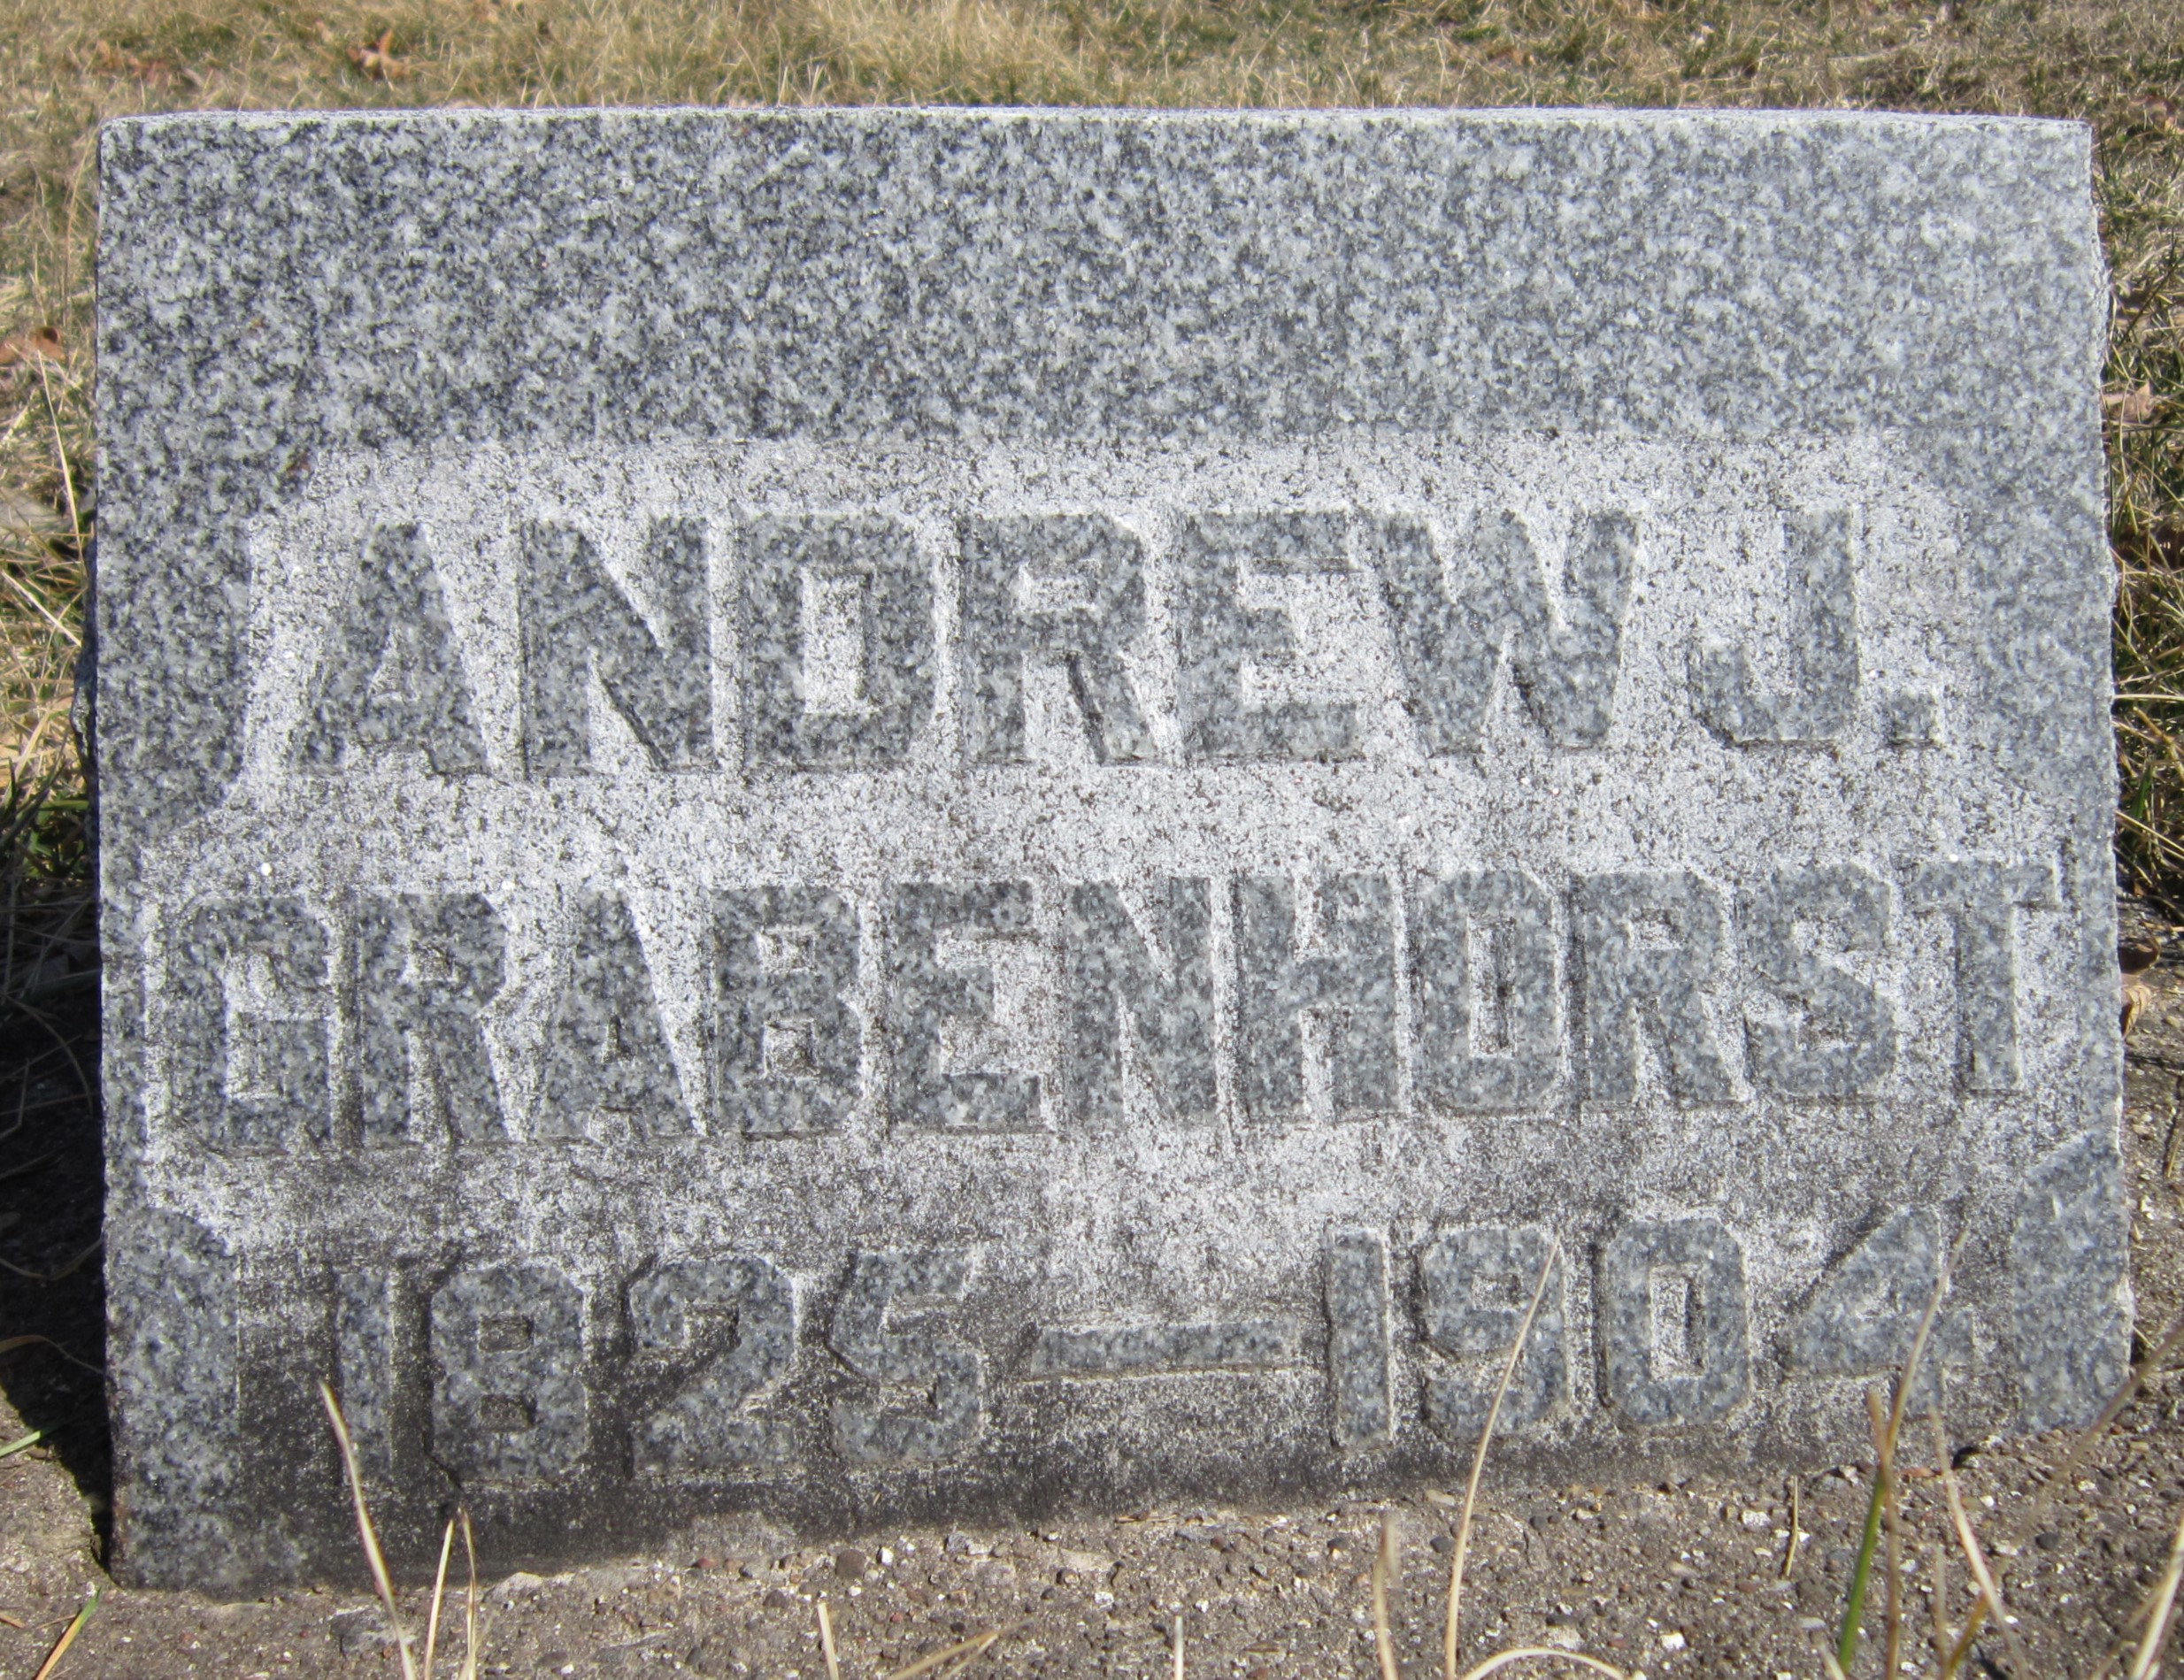 ANDREW J.
GRABENHORST
1825—1904